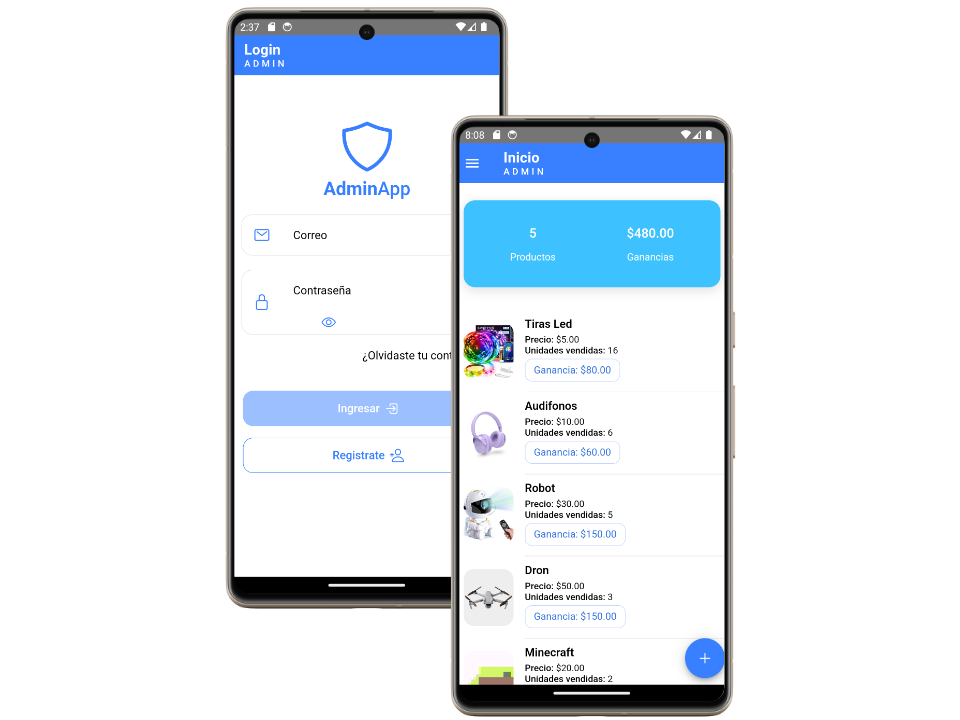 2:37
Login
ADMIN
AdminApp
Correo
Contraseña
¿Olvidaste tu cont
Ingresar
Registrate
8:08
Inicio
ADMIN
5
Productos
$480.00
Ganancias
Tiras Led
Precio: $5.00
Unidades vendidas: 16
Ganancia: $80.00
Audifonos
Precio: $10.00
Unidades vendidas: 6
Ganancia: $60.00
Robot
Precio: $30.00
Unidades vendidas: 5
Ganancia: $150.00
Dron
Precio: $50.00
Unidades vendidas: 3
Ganancia: $150.00
Minecraft
Precio: $20.00
Unidades vendidas: 2